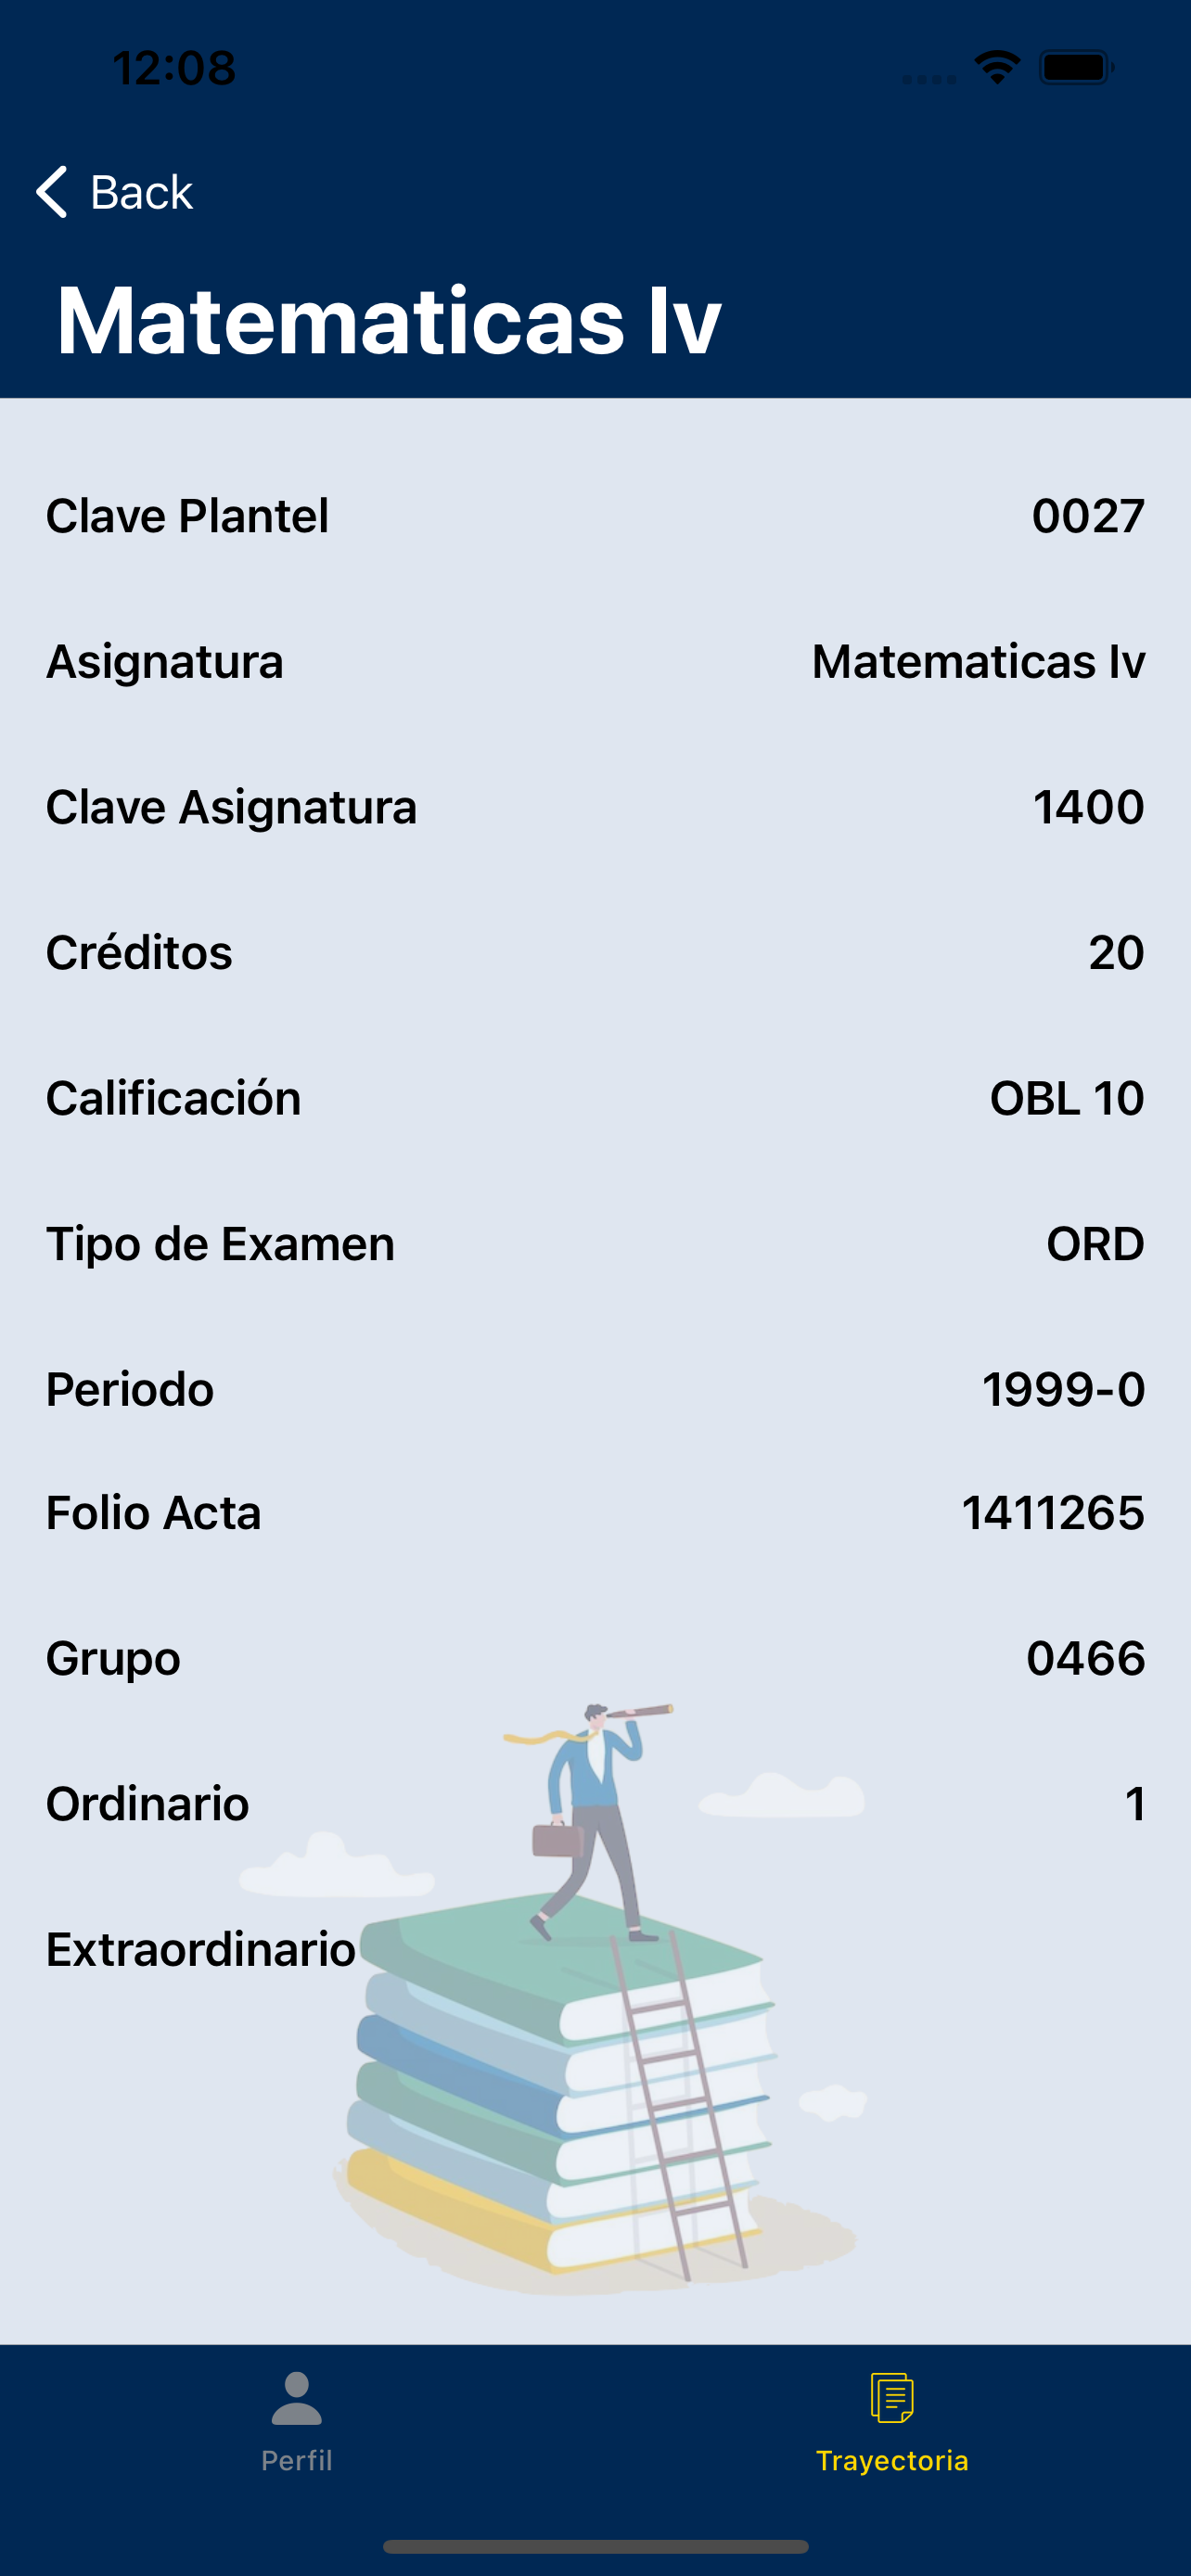 12:08
Back
Matematicas Iv
Clave Plantel 0027
Asignatura Matematicas Iv
Clave Asignatura 1400
Créditos 20
Calificación OBL 10
Tipo de Examen ORD
Periodo 1999-0
Folio Acta 1411265
Grupo 0466
Ordinario 1
Extraordinario
Perfil Trayectoria